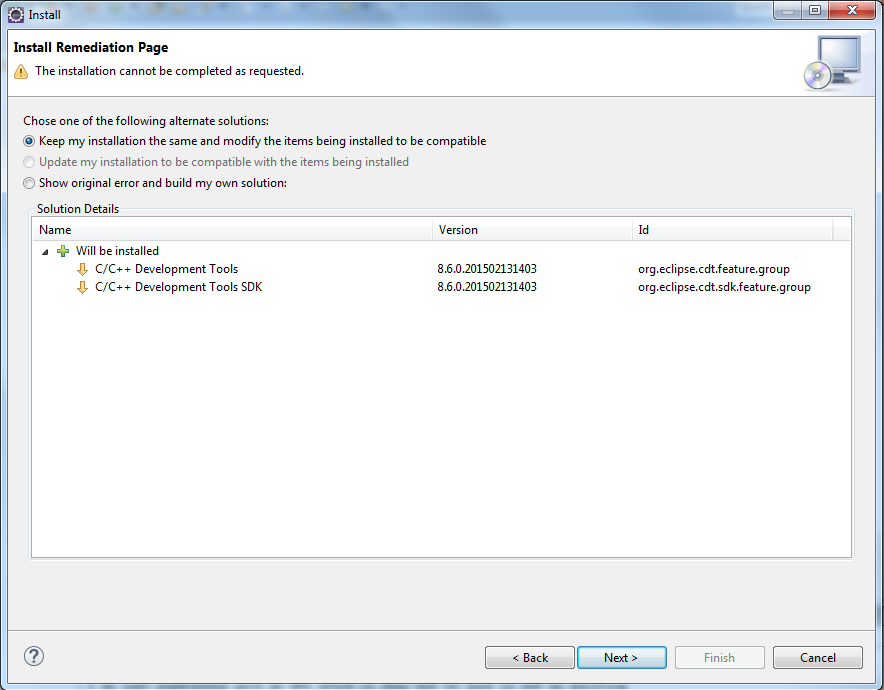 Install
Install Remediation Page
The installation cannot be completed as requested.
Chose one of the following alternate solutions:
Keep my installation the same and modify the items being installed to be compatible
Update my installation to be compatible with the items being installed
Show original error and build my own solution:
Solution Details
Name Version Id
Will be installed
C/C++ Development Tools 8.6.0.201502131403 org.eclipse.cdt.feature.group
C/C++ Development Tools SDK 8.6.0.201502131403 org.eclipse.cdt.sdk.feature.group
? < Back Next > Finish Cancel